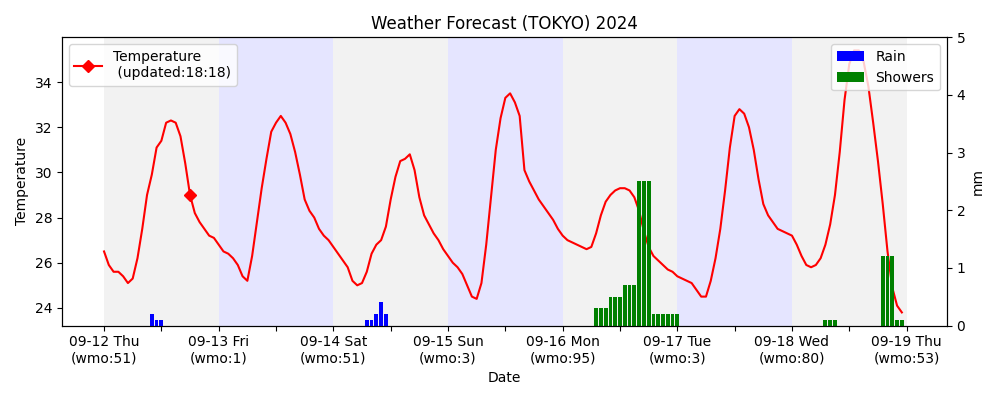 Weather Forecast (TOKYO) 2024
Temperature
(updated:18:18)
Rain
Showers
Temperature
34
32
30
28
26
24
5
4
3
2
1
0
mm
09-12 Thu
(wmo:51)
09-13 Fri
(wmo:1)
09-14 Sat
(wmo:51)
09-15 Sun
(wmo:3)
09-16 Mon
(wmo:95)
09-17 Tue
(wmo:3)
09-18 Wed
(wmo:80)
09-19 Thu
(wmo:53)
Date